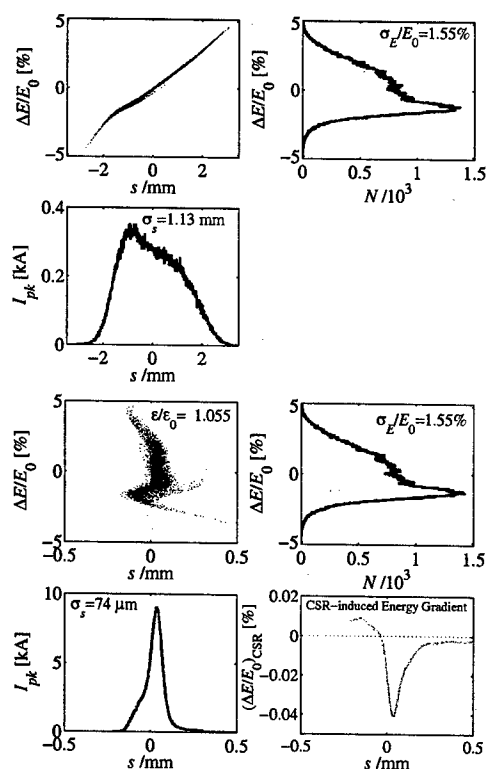 5
0
−5
ΔE/E0 [%]
−2 0 2
s /mm
5
0
−5
ΔE/E0 [%]
σE/E0=1.55%
0 0.5 1 1.5
N /10^3
0.4
0.2
0
Ipk [kA]
σs=1.13 mm
−2 0 2
s /mm
5
0
−5
ΔE/E0 [%]
ε/ε0= 1.055
−0.5 0 0.5
s /mm
5
0
−5
ΔE/E0 [%]
σE/E0=1.55%
0 0.5 1 1.5
N /10^3
10
5
0
Ipk [kA]
σs=74 μm
−0.5 0 0.5
s /mm
0.02
0
−0.02
−0.04
(ΔE/E0)CSR [%]
CSR−induced Energy Gradient
−0.5 0 0.5
s /mm